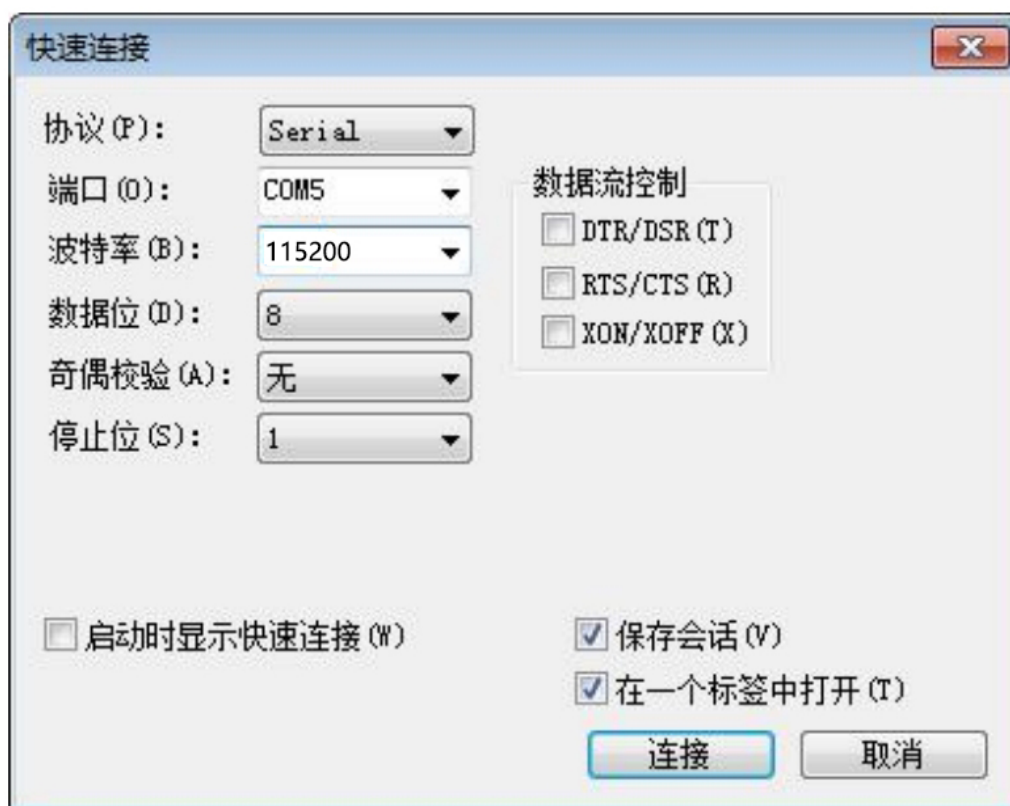 快速连接
协议(P): Serial
端口(O): COM5
波特率(B): 115200
数据位(D): 8
奇偶校验(A): 无
停止位(S): 1
数据流控制
DTR/DSR(T)
RTS/CTS(R)
XON/XOFF(X)
启动时显示快速连接(W)
保存会话(V)
在一个标签中打开(T)
连接
取消